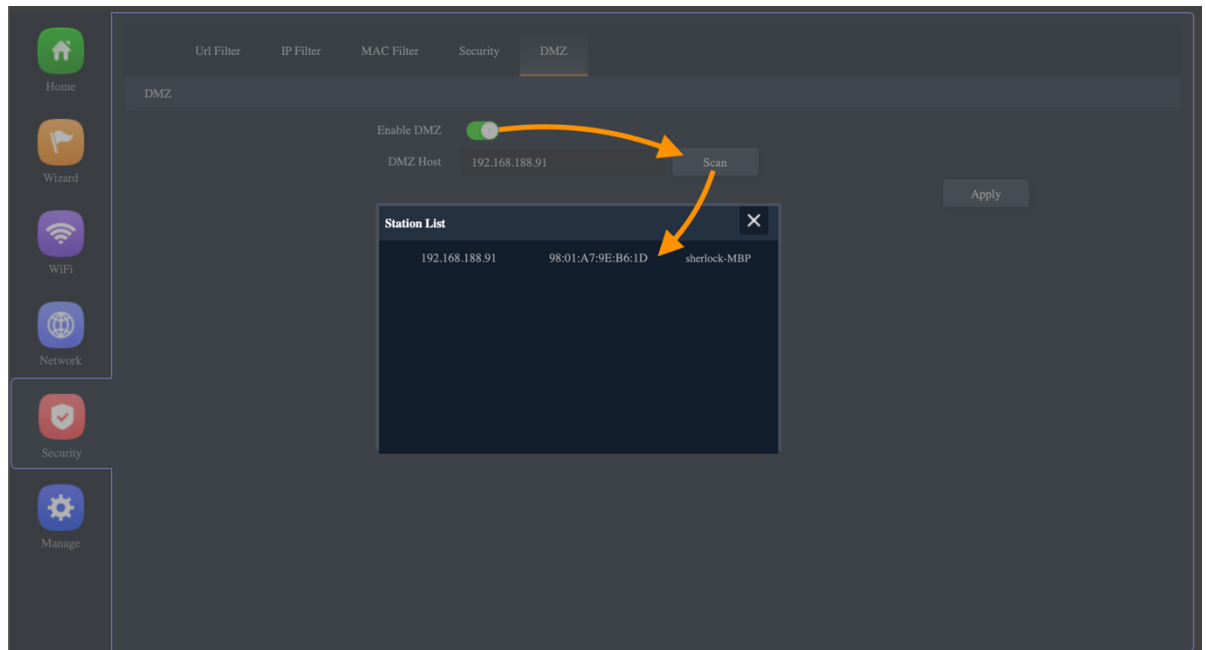 Home
Wizard
WiFi
Network
Security
Manage
Url Filter IP Filter MAC Filter Security DMZ
DMZ
Enable DMZ
DMZ Host 192.168.188.91 Scan
Apply
Station List
192.168.188.91 98:01:A7:9E:B6:1D sherlock-MBP